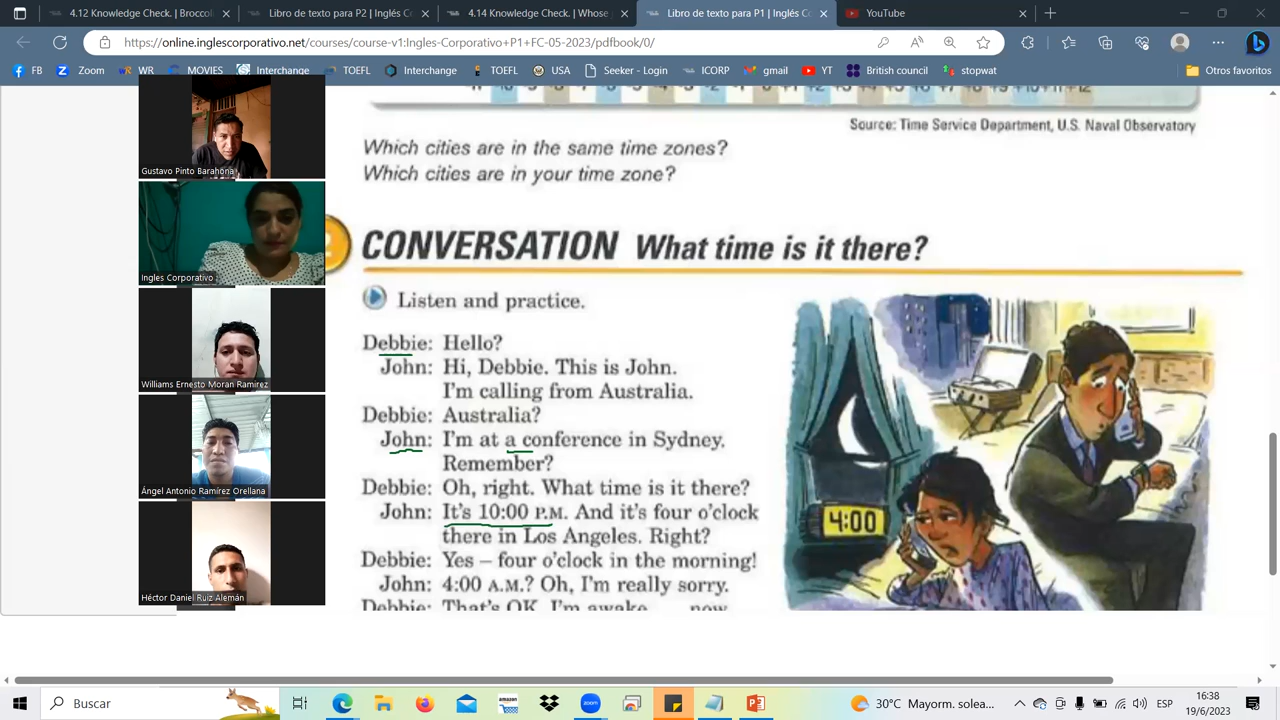 4.12 Knowledge Check. | Broccoli
Libro de texto para P2 | Inglés C
4.14 Knowledge Check. | Whose
Libro de texto para P1 | Inglés C
YouTube
https://online.inglescorporativo.net/courses/course-v1:Ingles-Corporativo+P1+FC-05-2023/pdfbook/0/
FB
Zoom
WR
MOVIES
Interchange
TOEFL
Interchange
TOEFL
USA
Seeker - Login
ICORP
gmail
YT
British council
stopwat
Otros favoritos
Source: Time Service Department, U.S. Naval Observatory
Which cities are in the same time zones?
Which cities are in your time zone?
CONVERSATION What time is it there?
Listen and practice.
Debbie: Hello?
John: Hi, Debbie. This is John.
I'm calling from Australia.
Debbie: Australia?
John: I'm at a conference in Sydney.
Remember?
Debbie: Oh, right. What time is it there?
John: It's 10:00 P.M. And it's four o'clock
there in Los Angeles. Right?
Debbie: Yes – four o'clock in the morning!
John: 4:00 A.M.? Oh, I'm really sorry.
Debbie: That's OK. I'm awake . . . now.
4:00
Gustavo Pinto Barahona
Ingles Corporativo
Williams Ernesto Moran Ramirez
Ángel Antonio Ramírez Orellana
Héctor Daniel Ruiz Alemán
Buscar
amazon
zoom
30°C Mayorm. solea...
ESP
16:38
19/6/2023